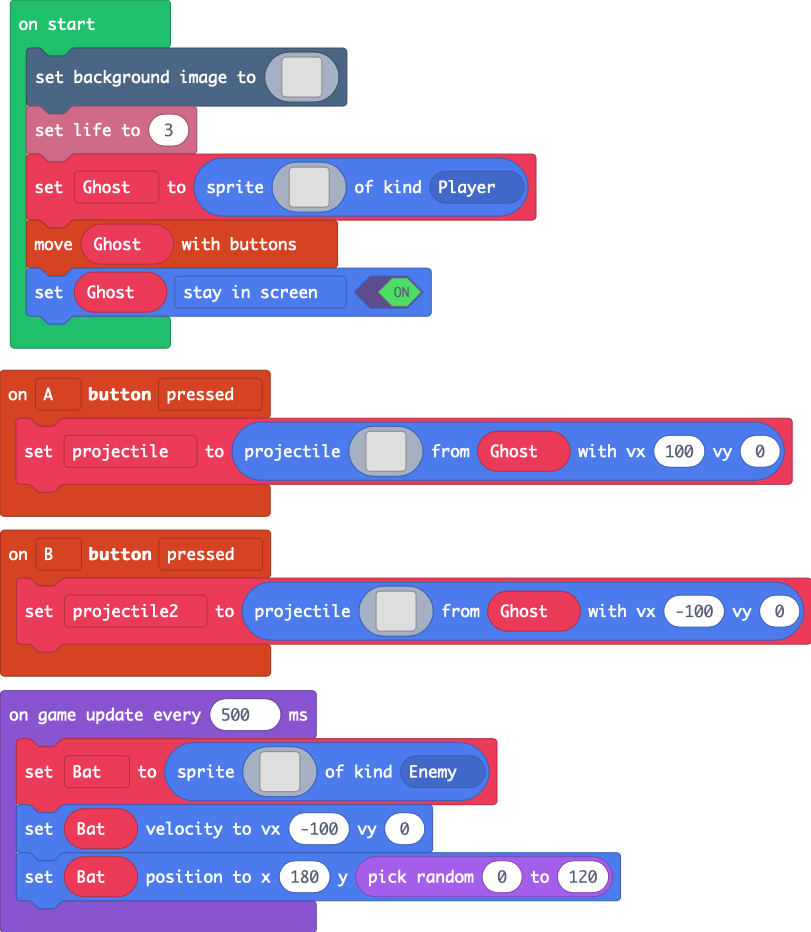 on start
set background image to
set life to 3
set Ghost to sprite of kind Player
move Ghost with buttons
set Ghost stay in screen ON
on A button pressed
set projectile to projectile from Ghost with vx 100 vy 0
on B button pressed
set projectile2 to projectile from Ghost with vx -100 vy 0
on game update every 500 ms
set Bat to sprite of kind Enemy
set Bat velocity to vx -100 vy 0
set Bat position to x 180 y pick random 0 to 120